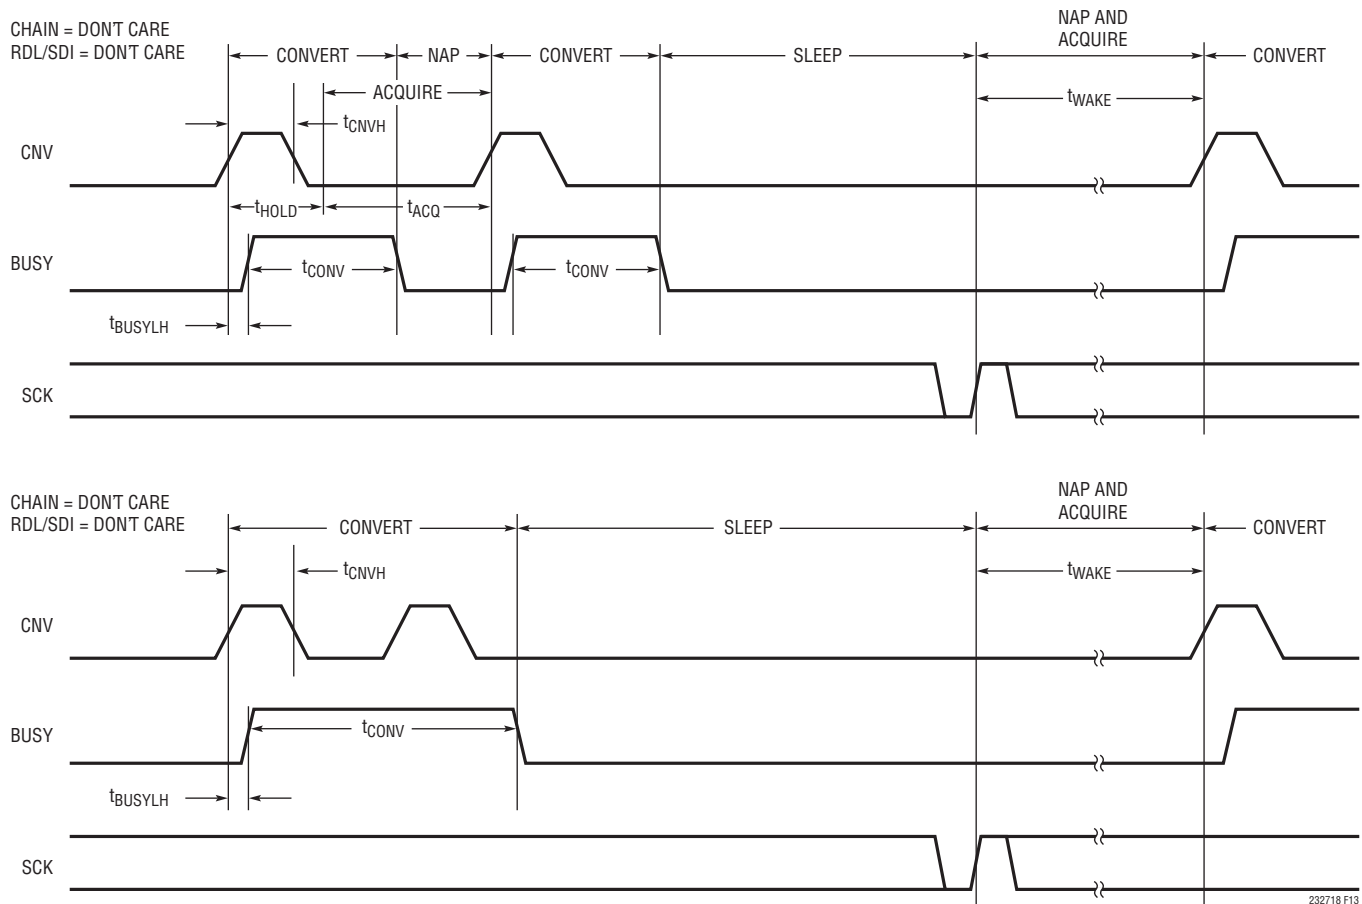 CHAIN = DON'T CARE
RDL/SDI = DON'T CARE
NAP AND
ACQUIRE
CONVERT
NAP
CONVERT
SLEEP
CONVERT
ACQUIRE
tWAKE
tCNVH
CNV
tHOLD
tACQ
BUSY
tCONV
tCONV
tBUSYLH
SCK
CHAIN = DON'T CARE
RDL/SDI = DON'T CARE
NAP AND
ACQUIRE
CONVERT
SLEEP
CONVERT
tCNVH
tWAKE
CNV
BUSY
tCONV
tBUSYLH
SCK
232718 F13